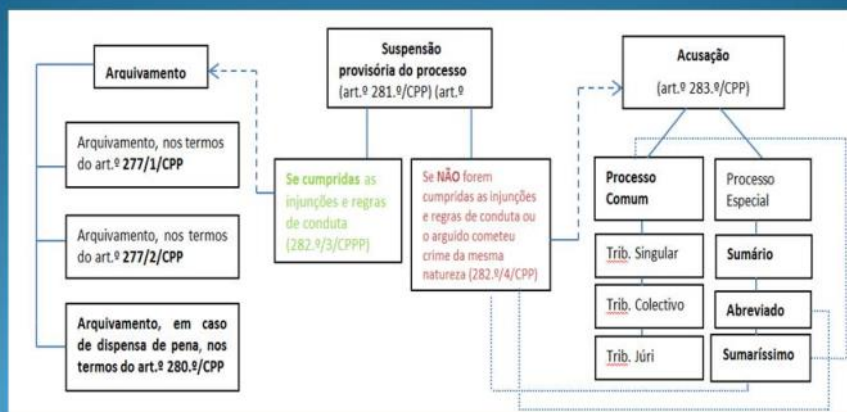 Arquivamento
Arquivamento, nos termos
do art.º 277/1/CPP
Arquivamento, nos termos
do art.º 277/2/CPP
Arquivamento, em caso
de dispensa de pena, nos
termos do art.º 280.º/CPP
Suspensão
provisória do processo
(art.º 281.º/CPP) (art.º
Se cumpridas as
injunções e regras
de conduta
(282.º/3/CPPP)
Se NÃO forem
cumpridas as injunções
e regras de conduta ou
o arguido cometeu
crime da mesma
natureza (282.º/4/CPP)
Acusação
(art.º 283.º/CPP)
Processo
Comum
Trib. Singular
Trib. Colectivo
Trib. Júri
Processo
Especial
Sumário
Abreviado
Sumaríssimo